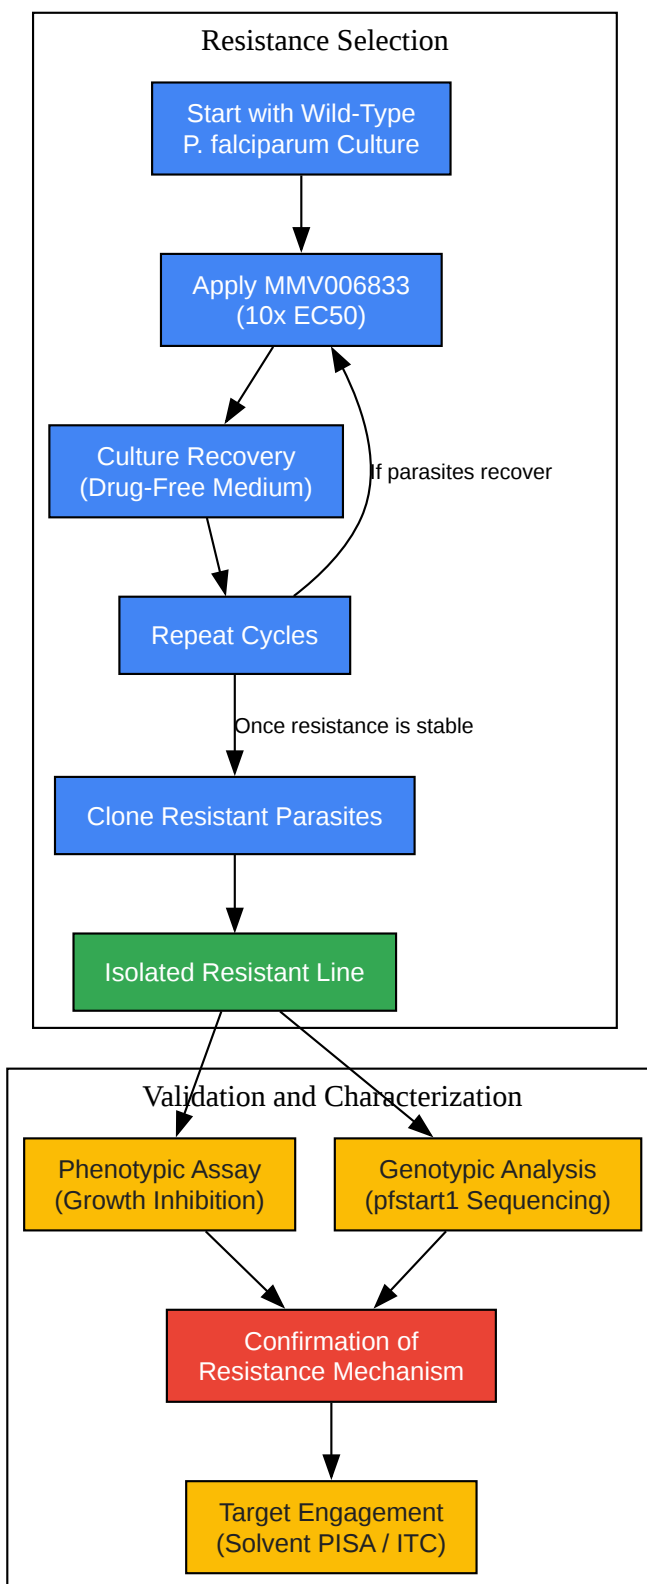 Resistance Selection
Start with Wild-Type
P. falciparum Culture
Apply MMV006833
(10x EC50)
Culture Recovery
(Drug-Free Medium)
If parasites recover
Repeat Cycles
Once resistance is stable
Clone Resistant Parasites
Isolated Resistant Line
Validation and Characterization
Phenotypic Assay
(Growth Inhibition)
Genotypic Analysis
(pfstart1 Sequencing)
Confirmation of
Resistance Mechanism
Target Engagement
(Solvent PISA / ITC)